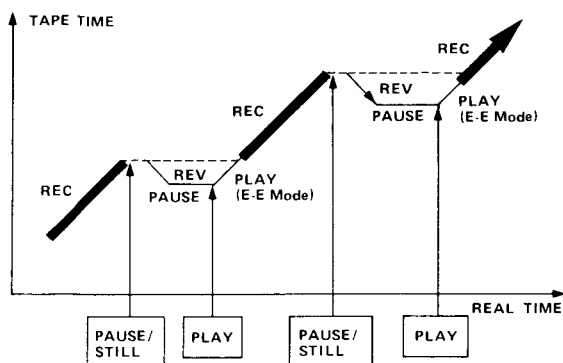 TAPE TIME
REC
REV
PAUSE
PLAY
(E-E Mode)
REC
REV
PAUSE
PLAY
(E-E Mode)
REC
REAL TIME
PAUSE/
STILL
PLAY
PAUSE/
STILL
PLAY